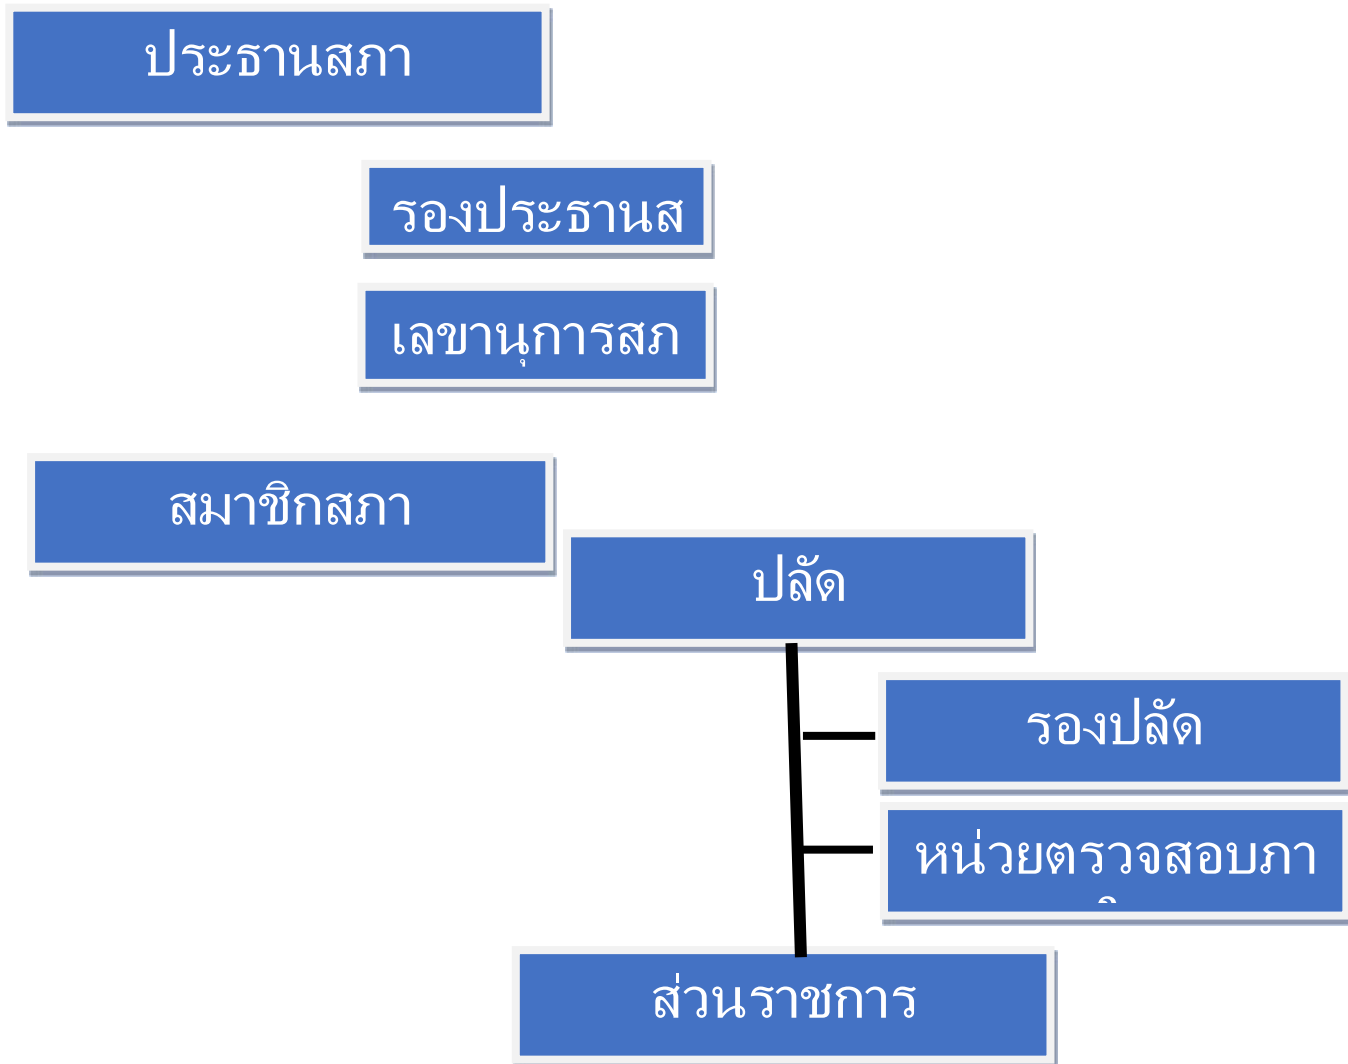 ประธานสภา
รองประธานส
เลขานุการสภ
สมาชิกสภา
ปลัด
รองปลัด
หน่วยตรวจสอบภา
ส่วนราชการ